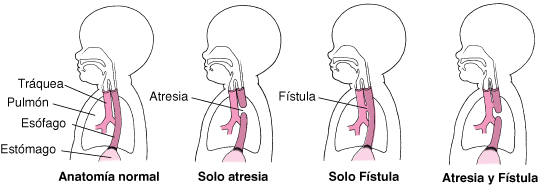 Tráquea
Pulmón
Esófago
Estómago
Atresia
Fístula
Anatomía normal
Solo atresia
Solo Fístula
Atresia y Fístula